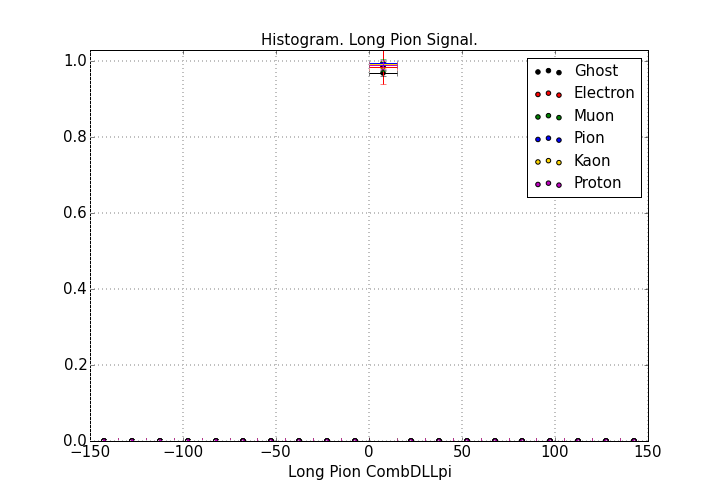 Histogram. Long Pion Signal.
1.0
0.8
0.6
0.4
0.2
0.0
Ghost
Electron
Muon
Pion
Kaon
Proton
−150
−100
−50
0
50
100
150
Long Pion CombDLLpi